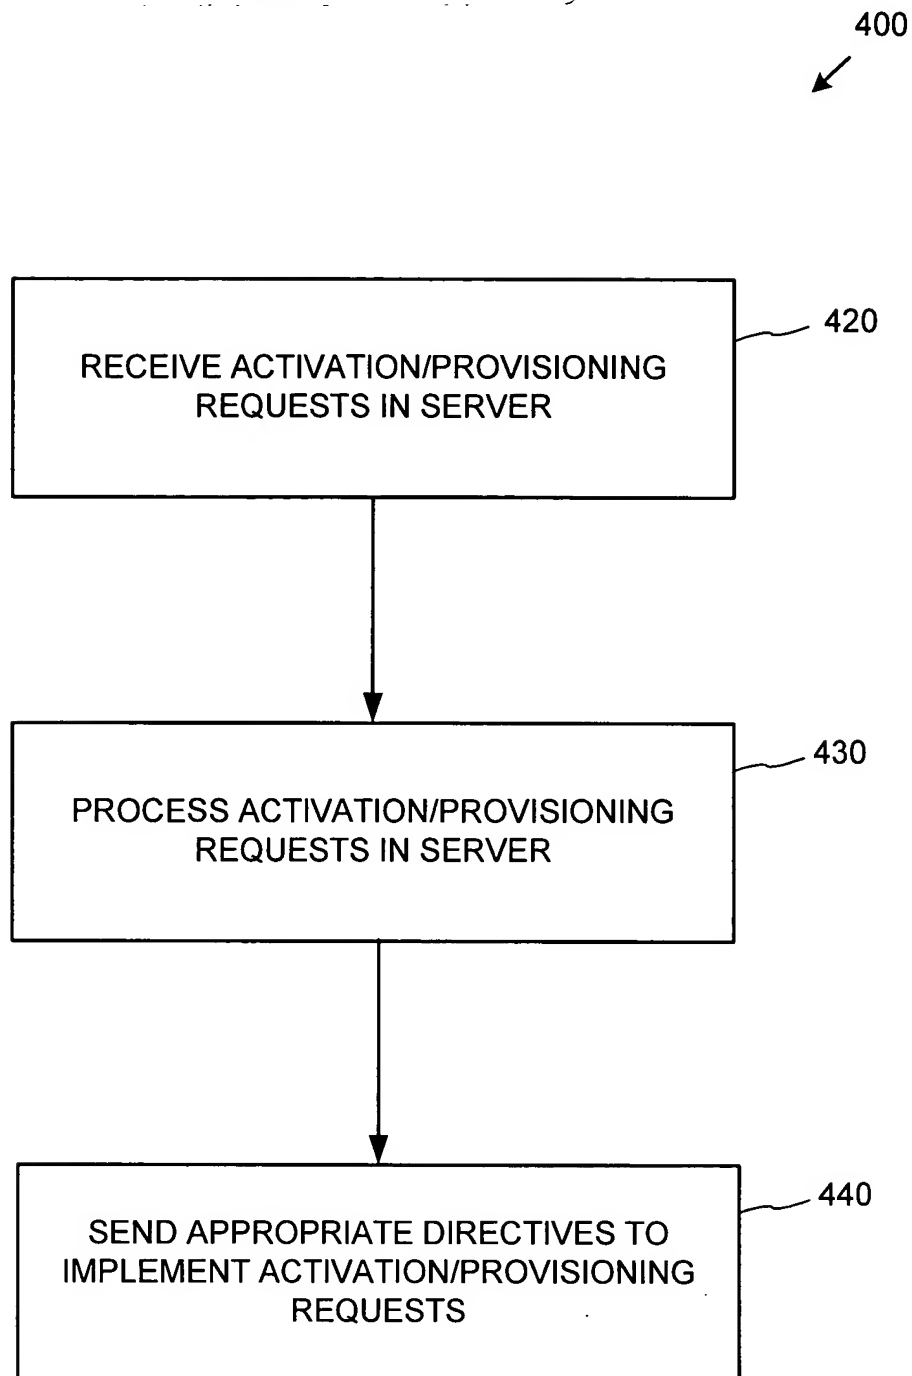 400
RECEIVE ACTIVATION/PROVISIONING
REQUESTS IN SERVER
420
PROCESS ACTIVATION/PROVISIONING
REQUESTS IN SERVER
430
SEND APPROPRIATE DIRECTIVES TO
IMPLEMENT ACTIVATION/PROVISIONING
REQUESTS
440